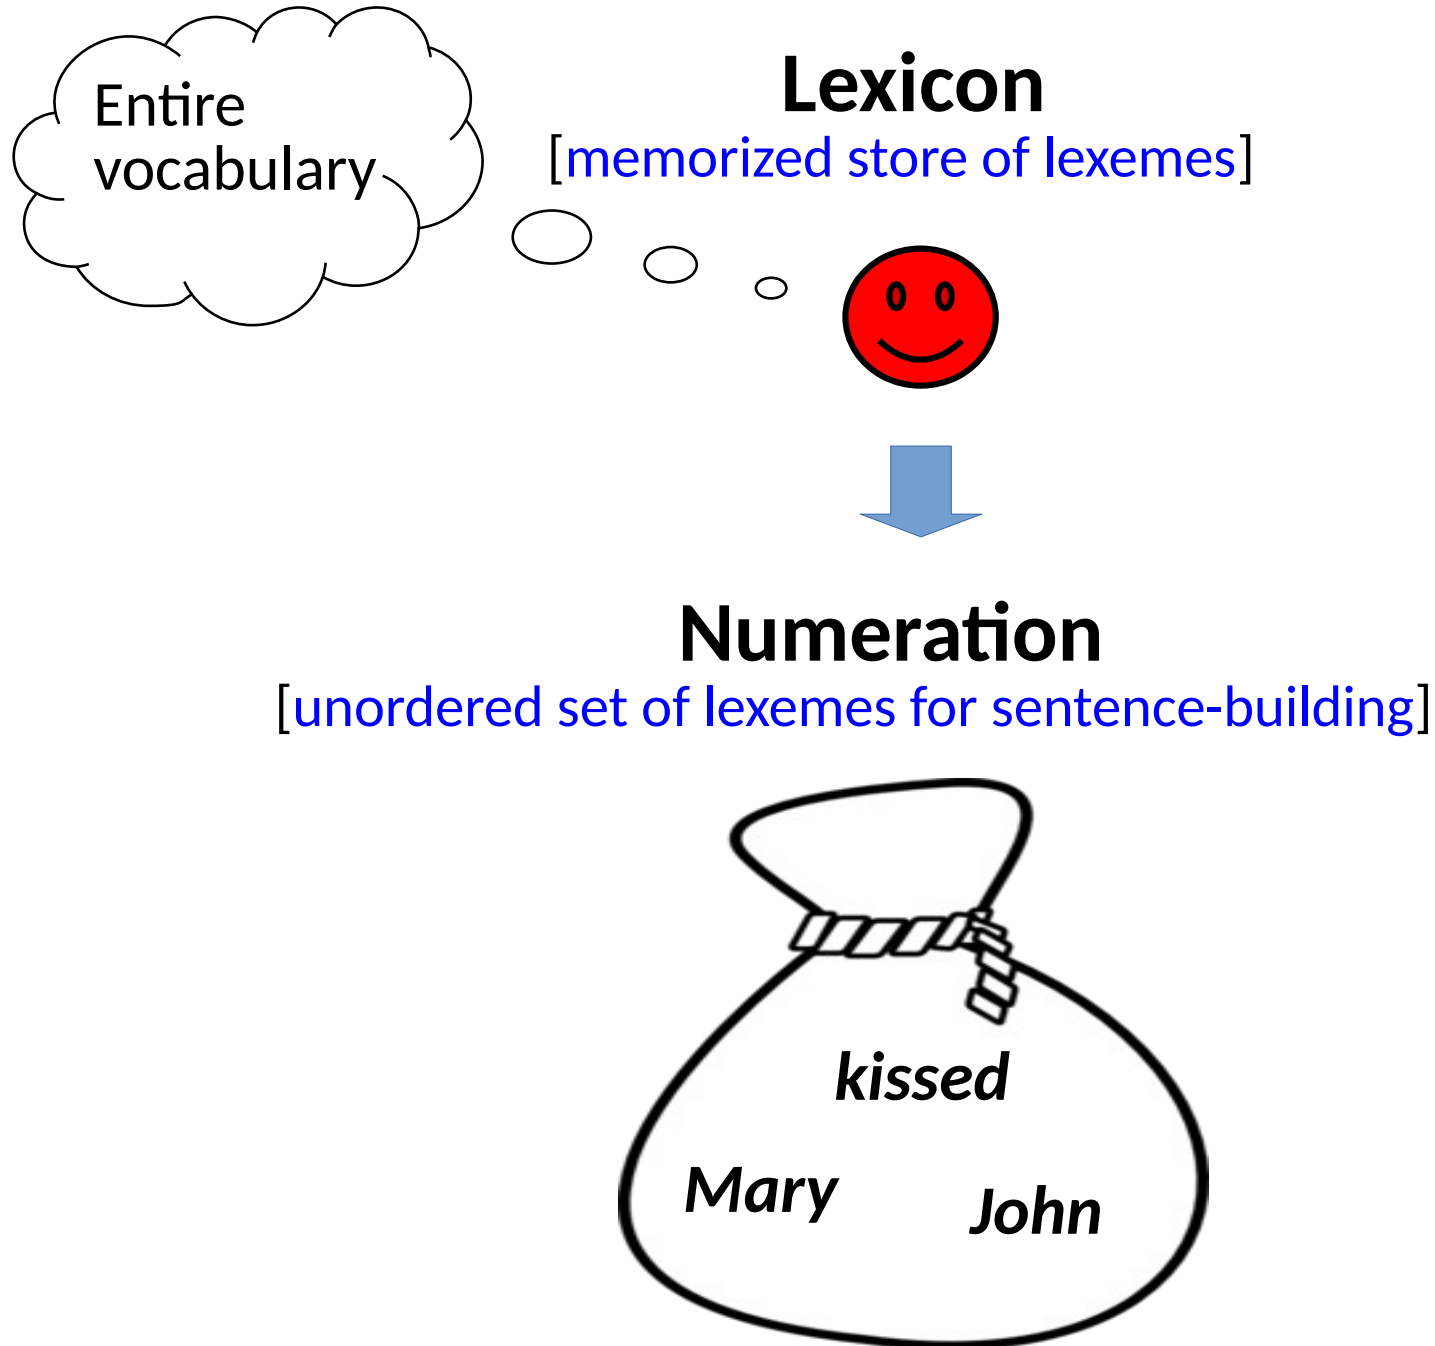 Entire
vocabulary
Lexicon
[memorized store of lexemes]
Numeration
[unordered set of lexemes for sentence-building]
kissed
Mary
John